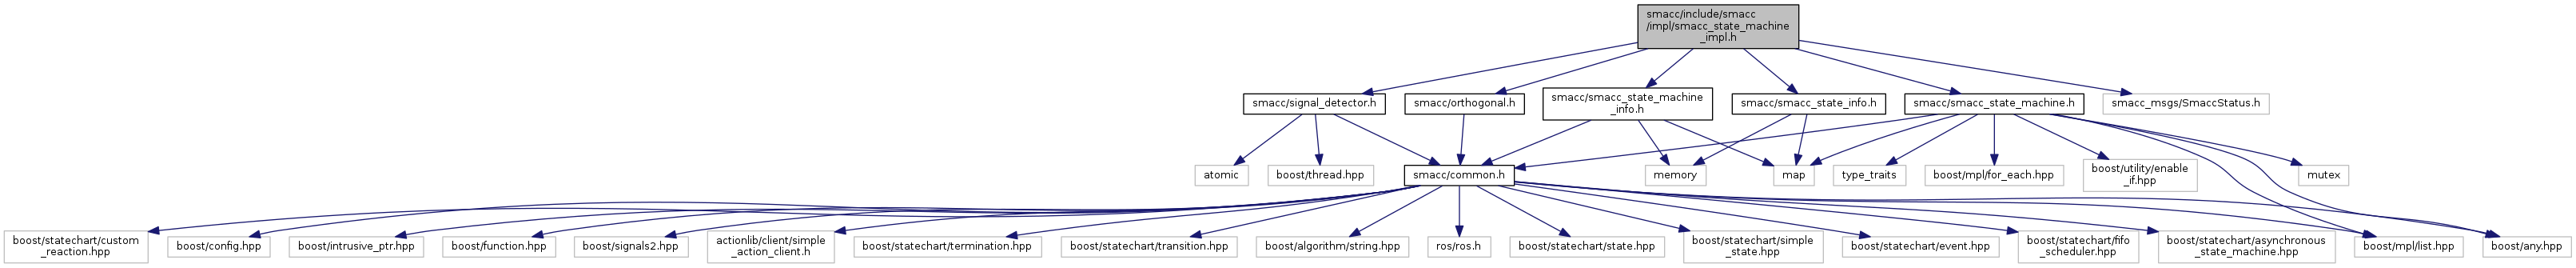 smacc/include/smacc
/impl/smacc_state_machine
_impl.h
smacc/signal_detector.h
smacc/orthogonal.h
smacc/smacc_state_machine
_info.h
smacc/smacc_state_info.h
smacc/smacc_state_machine.h
smacc_msgs/SmaccStatus.h
atomic
boost/thread.hpp
smacc/common.h
memory
map
type_traits
boost/mpl/for_each.hpp
boost/utility/enable
_if.hpp
mutex
boost/statechart/custom
_reaction.hpp
boost/config.hpp
boost/intrusive_ptr.hpp
boost/function.hpp
boost/signals2.hpp
actionlib/client/simple
_action_client.h
boost/statechart/termination.hpp
boost/statechart/transition.hpp
boost/algorithm/string.hpp
ros/ros.h
boost/statechart/state.hpp
boost/statechart/simple
_state.hpp
boost/statechart/event.hpp
boost/statechart/fifo
_scheduler.hpp
boost/statechart/asynchronous
_state_machine.hpp
boost/mpl/list.hpp
boost/any.hpp